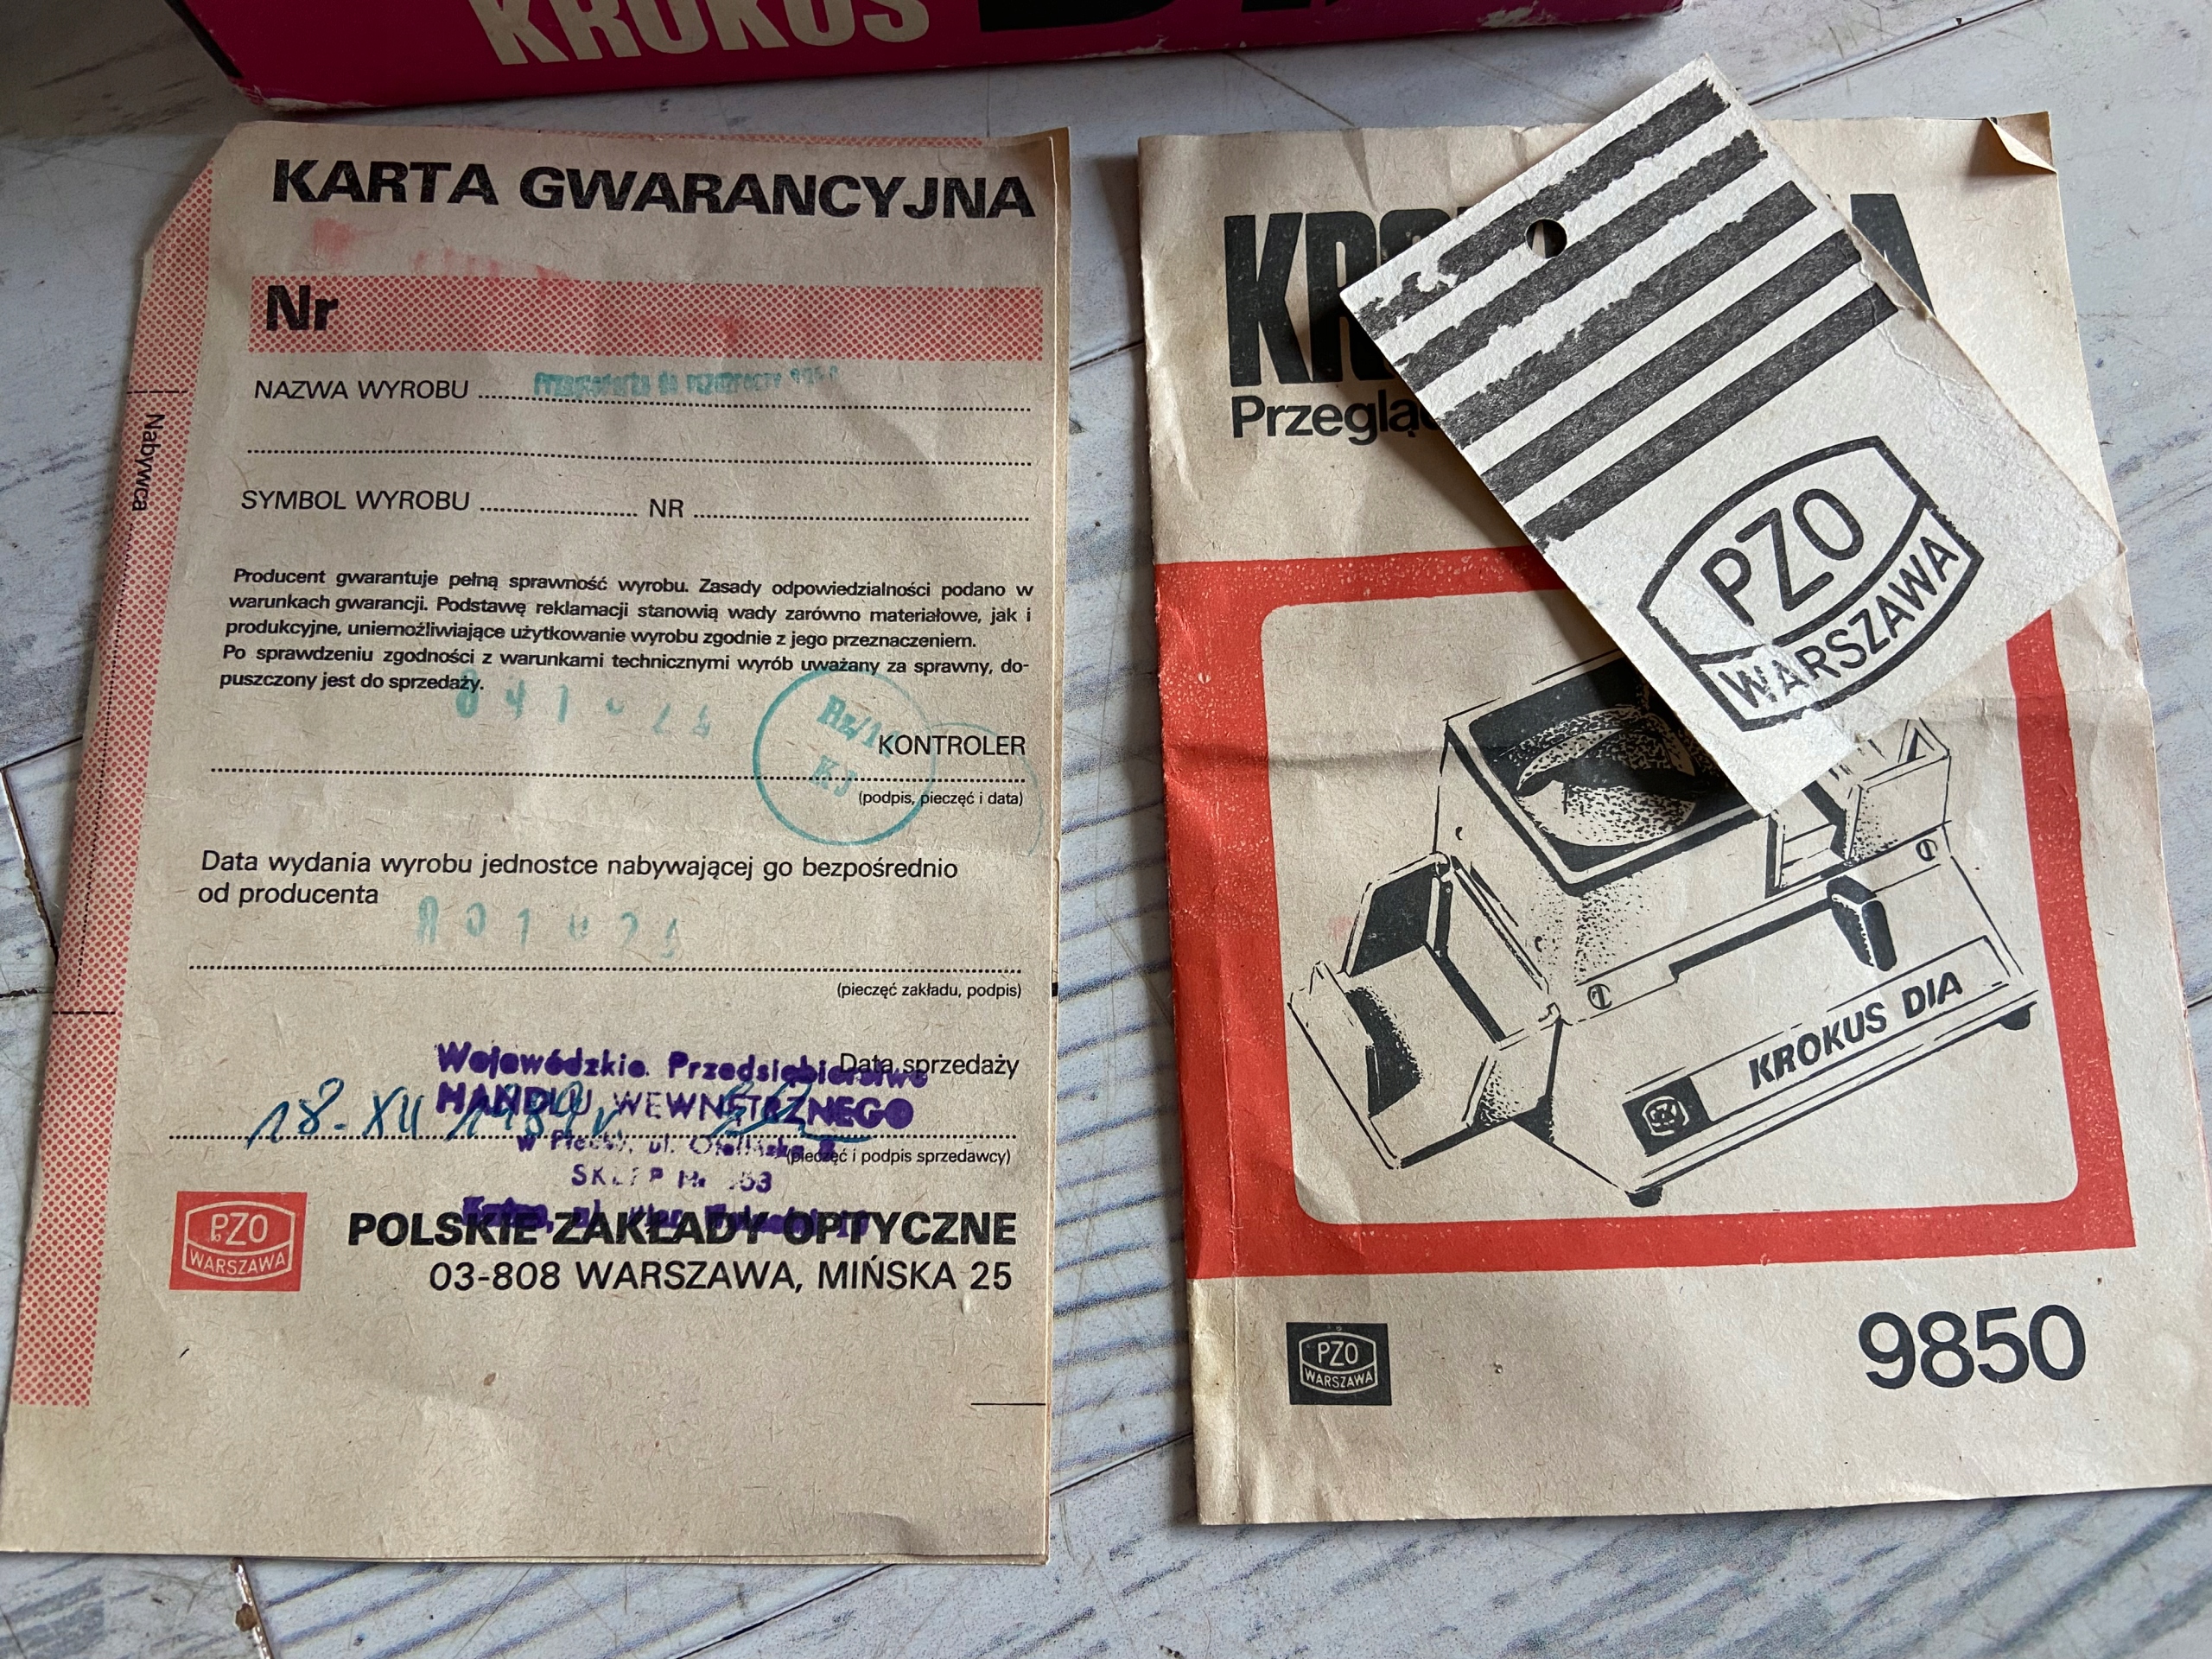 KROKUS
KARTA GWARANCYJNA
Nr
NAZWA WYROBU
SYMBOL WYROBU NR
Nabywca
Producent gwarantuje pełną sprawność wyrobu. Zasady odpowiedzialności podano w
warunkach gwarancji. Podstawę reklamacji stanowią wady zarówno materiałowe, jak i
produkcyjne, uniemożliwiające użytkowanie wyrobu zgodnie z jego przeznaczeniem.
Po sprawdzeniu zgodności z warunkami technicznymi wyrób uważany za sprawny, do-
puszczony jest do sprzedaży.
KJ
KONTROLER
(podpis, pieczęć i data)
Data wydania wyrobu jednostce nabywającej go bezpośrednio
od producenta
(pieczęć zakładu, podpis)
Data sprzedaży
Wojewódzkie Przedsiębiorstwo
HANDLU WEWNĘTRZNEGO
18-XII
(pieczęć i podpis sprzedawcy)
PZO
WARSZAWA
POLSKIE ZAKŁADY OPTYCZNE
03-808 WARSZAWA, MIŃSKA 25
PZO
WARSZAWA
KROKUS DIA
PZO
WARSZAWA
9850